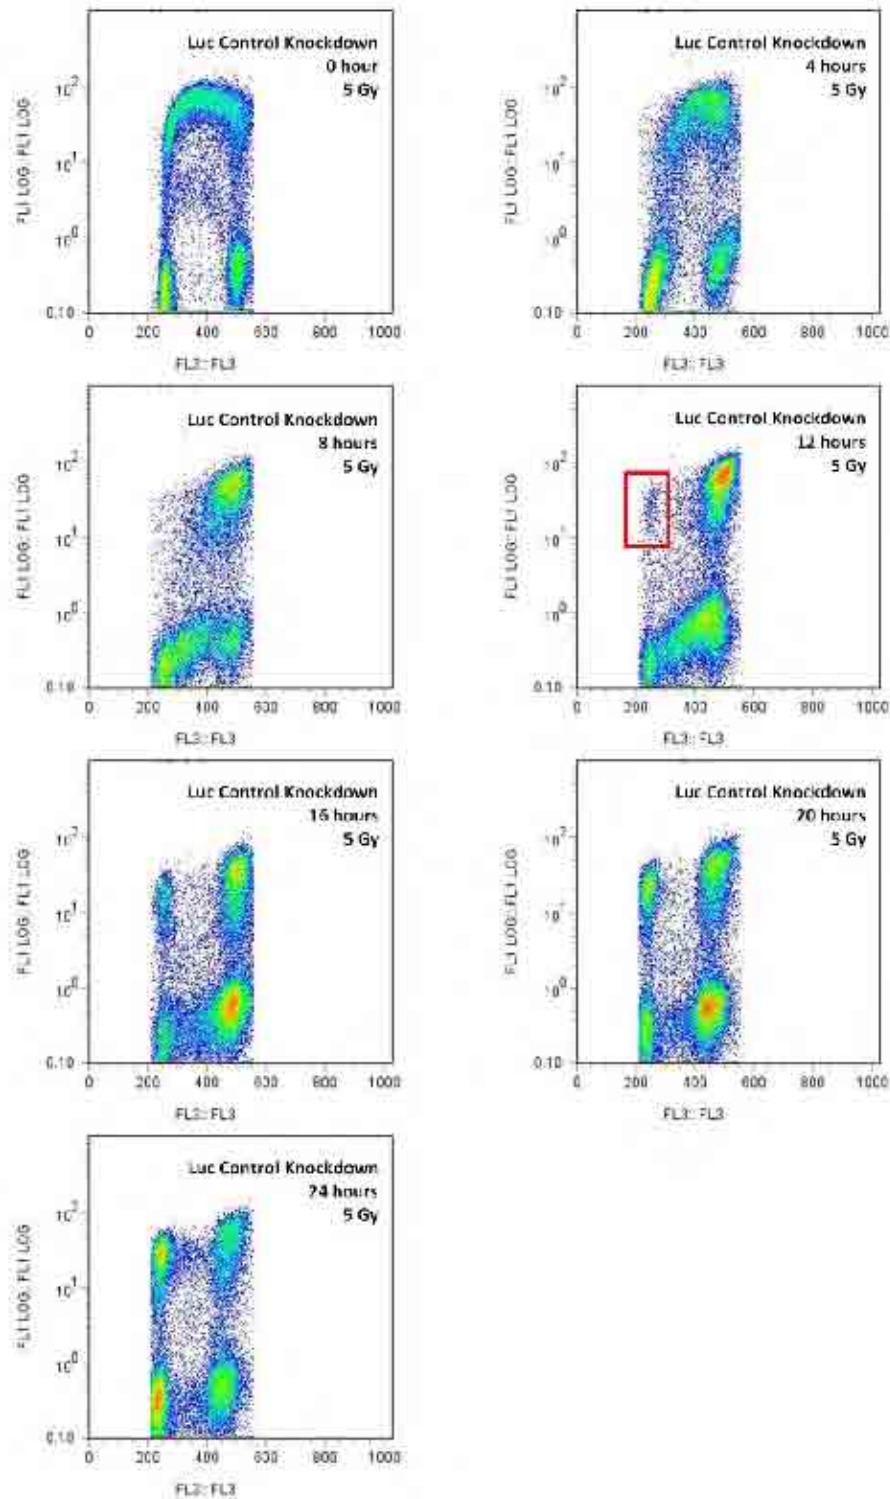 Luc Control Knockdown
0 hour
5 Gy
10²
10¹
10⁰
0.10
0 200 400 600 800 1000
FL1 LOG: FL1 LOG
FL3: FL3
Luc Control Knockdown
4 hours
5 Gy
10²
10¹
10⁰
0.10
0 200 400 600 800 1000
FL1 LOG: FL1 LOG
FL3: FL3
Luc Control Knockdown
8 hours
5 Gy
10²
10¹
10⁰
0.10
0 200 400 600 800 1000
FL1 LOG: FL1 LOG
FL3: FL3
Luc Control Knockdown
12 hours
5 Gy
10²
10¹
10⁰
0.10
0 200 400 600 800 1000
FL1 LOG: FL1 LOG
FL3: FL3
Luc Control Knockdown
16 hours
5 Gy
10²
10¹
10⁰
0.10
0 200 400 600 800 1000
FL1 LOG: FL1 LOG
FL3: FL3
Luc Control Knockdown
20 hours
5 Gy
10²
10¹
10⁰
0.10
0 200 400 600 800 1000
FL1 LOG: FL1 LOG
FL3: FL3
Luc Control Knockdown
24 hours
5 Gy
10²
10¹
10⁰
0.10
0 200 400 600 800 1000
FL1 LOG: FL1 LOG
FL3: FL3